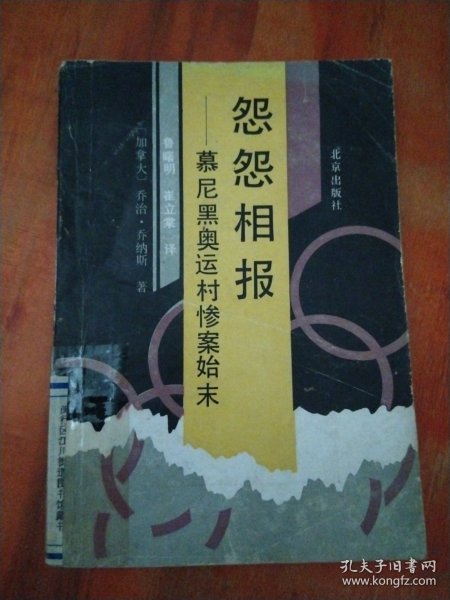 怨怨相报
——慕尼黑奥运村惨案始末
加拿大 乔治·乔纳斯 著
鲁曙明 崔立棠 译
北京出版社
孔夫子旧书网
www.kongfz.com